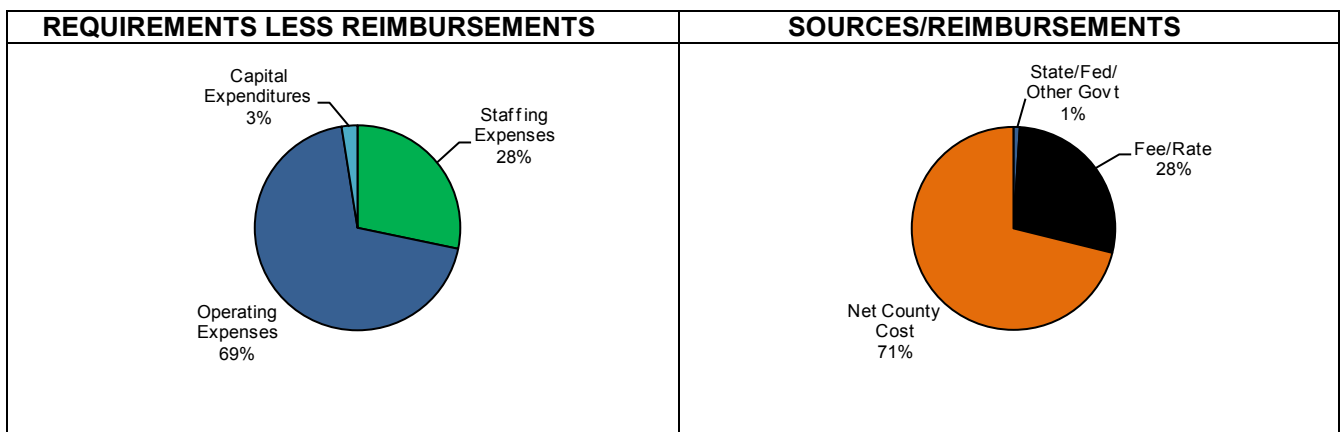 REQUIREMENTS LESS REIMBURSEMENTS
Capital
Expenditures
3%
Staffing
Expenses
28%
Operating
Expenses
69%
SOURCES/REIMBURSEMENTS
State/Fed/
Other Govt
1%
Fee/Rate
28%
Net County
Cost
71%